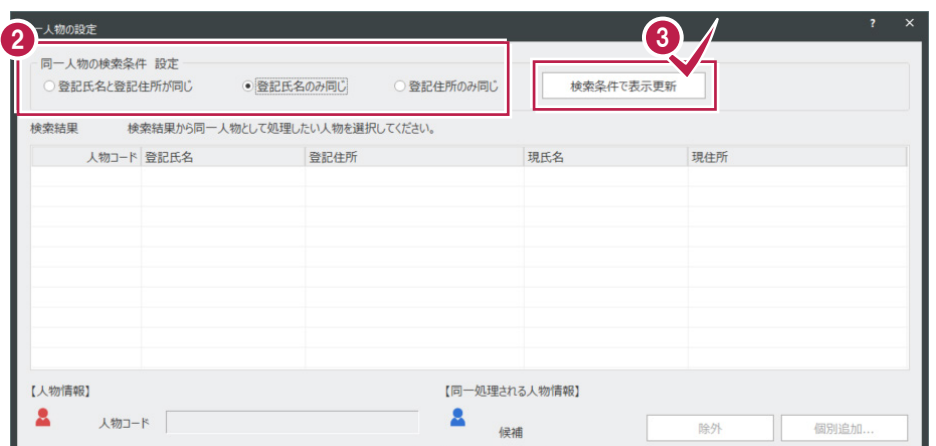 一人物の設定 ? ×
2
3
同一人物の検索条件 設定
登記氏名と登記住所が同じ 登記氏名のみ同じ 登記住所のみ同じ 検索条件で表示更新
検索結果 検索結果から同一人物として処理したい人物を選択してください。
人物コード 登記氏名 登記住所 現氏名 現住所
【人物情報】 【同一処理される人物情報】
人物コード 候補 除外 個別追加...